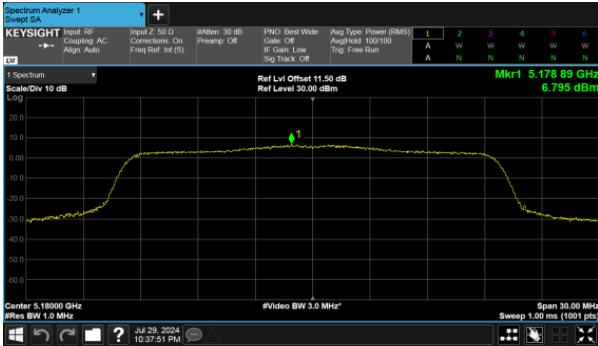 Spectrum Analyzer 1
Swept SA
+
KEYSIGHT
Input: RF
Coupling: AC
Align: Auto
Input Z: 50 Ω
Corrections: On
Freq Ref: Int (S)
#Atten: 30 dB
Preamp: Off
PNO: Best Wide
Gate: Off
IF Gain: Low
Sig Track: Off
Avg Type: Power (RMS)
Avg|Hold: 100/100
Trig: Free Run
1 2 3 4 5 6
A W W W W W
A N N N N N
LXI
1 Spectrum
Scale/Div 10 dB
Ref Lvl Offset 11.50 dB
Ref Level 30.00 dBm
Mkr1 5.178 89 GHz
6.795 dBm
Log
20.0
10.0
0.00
-10.0
-20.0
-30.0
-40.0
-50.0
-60.0
1
Center 5.18000 GHz
#Res BW 1.0 MHz
#Video BW 3.0 MHz*
Span 30.00 MHz
Sweep 1.00 ms (1001 pts)
?
Jul 29, 2024
10:37:51 PM